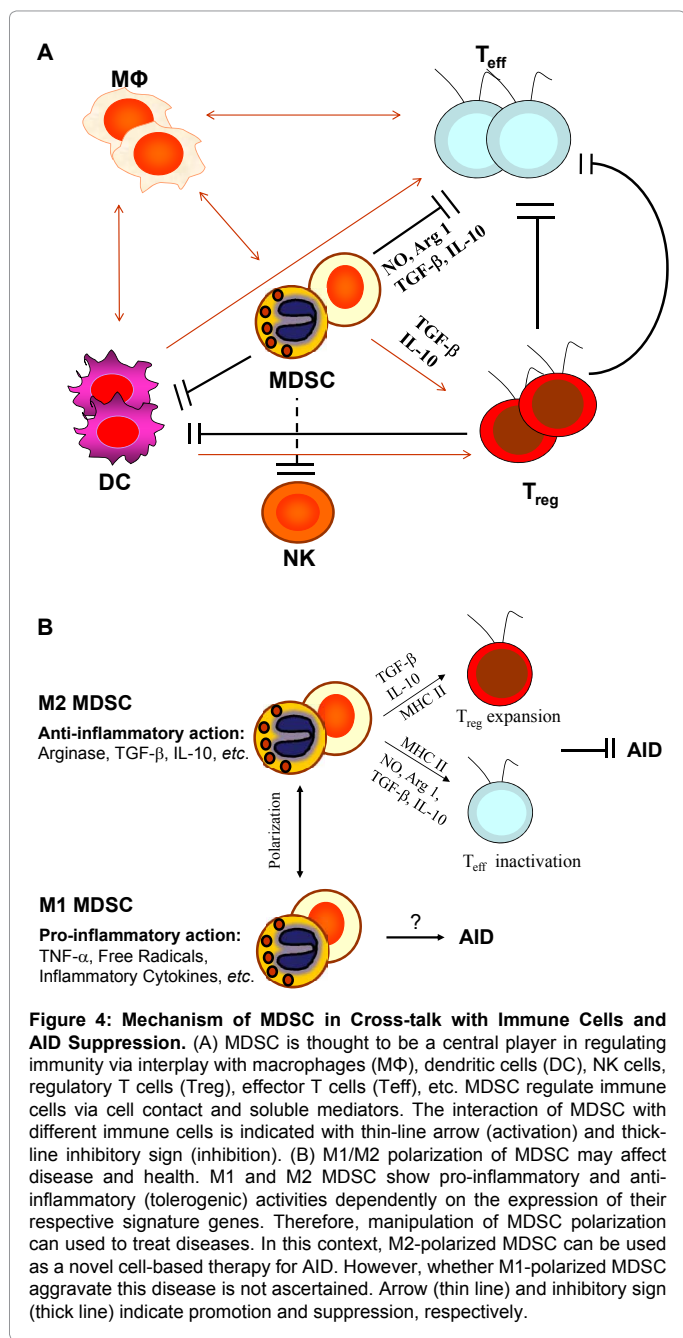 A
MΦ
T_eff
NO, Arg 1
TGF-β, IL-10
TGF-β
IL-10
MDSC
DC
T_reg
NK
B
M2 MDSC
Anti-inflammatory action:
Arginase, TGF-β, IL-10, etc.
TGF-β
IL-10
MHC II
T_reg expansion
MHC II
NO, Arg 1,
TGF-β, IL-10
T_eff inactivation
AID
Polarization
M1 MDSC
Pro-inflammatory action:
TNF-α, Free Radicals,
Inflammatory Cytokines, etc.
?
AID
Figure 4: Mechanism of MDSC in Cross-talk with Immune Cells and
AID Suppression. (A) MDSC is thought to be a central player in regulating
immunity via interplay with macrophages (MΦ), dendritic cells (DC), NK cells,
regulatory T cells (Treg), effector T cells (Teff), etc. MDSC regulate immune
cells via cell contact and soluble mediators. The interaction of MDSC with
different immune cells is indicated with thin-line arrow (activation) and thick-
line inhibitory sign (inhibition). (B) M1/M2 polarization of MDSC may affect
disease and health. M1 and M2 MDSC show pro-inflammatory and anti-
inflammatory (tolerogenic) activities dependently on the expression of their
respective signature genes. Therefore, manipulation of MDSC polarization
can used to treat diseases. In this context, M2-polarized MDSC can be used
as a novel cell-based therapy for AID. However, whether M1-polarized MDSC
aggravate this disease is not ascertained. Arrow (thin line) and inhibitory sign
(thick line) indicate promotion and suppression, respectively.